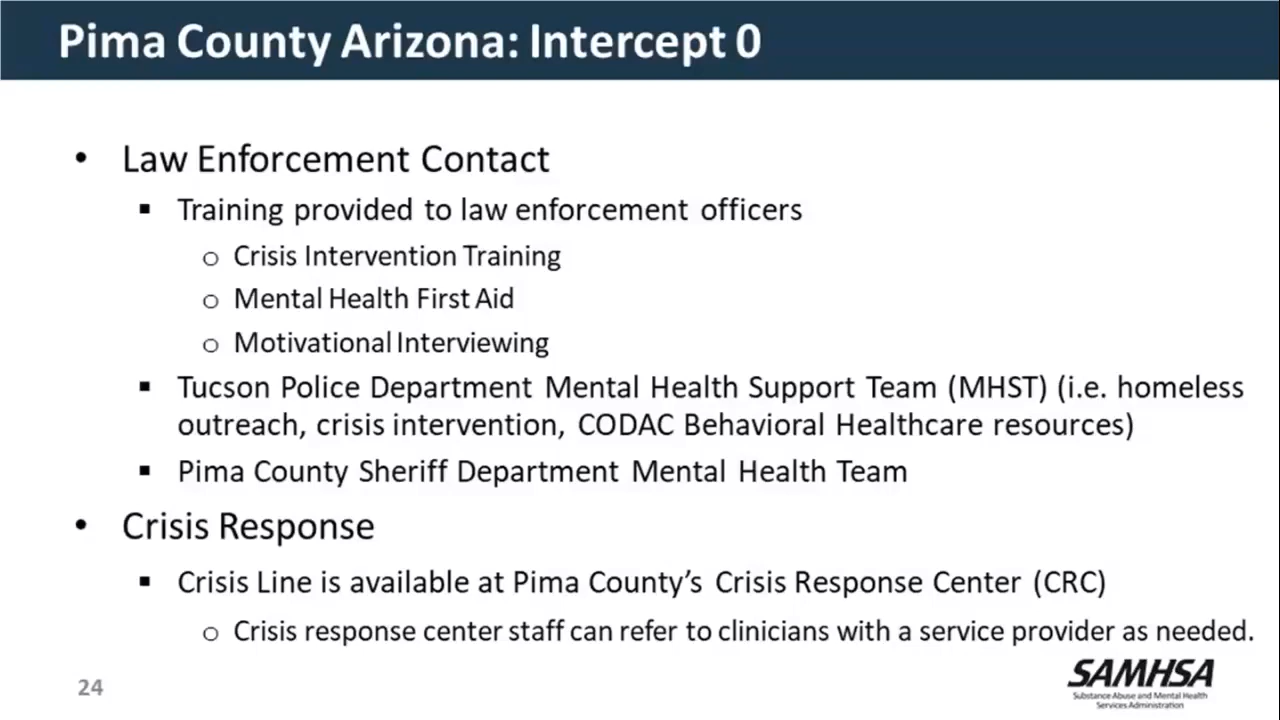 Pima County Arizona: Intercept 0
• Law Enforcement Contact
▪ Training provided to law enforcement officers
o Crisis Intervention Training
o Mental Health First Aid
o Motivational Interviewing
▪ Tucson Police Department Mental Health Support Team (MHST) (i.e. homeless
outreach, crisis intervention, CODAC Behavioral Healthcare resources)
▪ Pima County Sheriff Department Mental Health Team
• Crisis Response
▪ Crisis Line is available at Pima County’s Crisis Response Center (CRC)
o Crisis response center staff can refer to clinicians with a service provider as needed.
24
SAMHSA
Substance Abuse and Mental Health
Services Administration